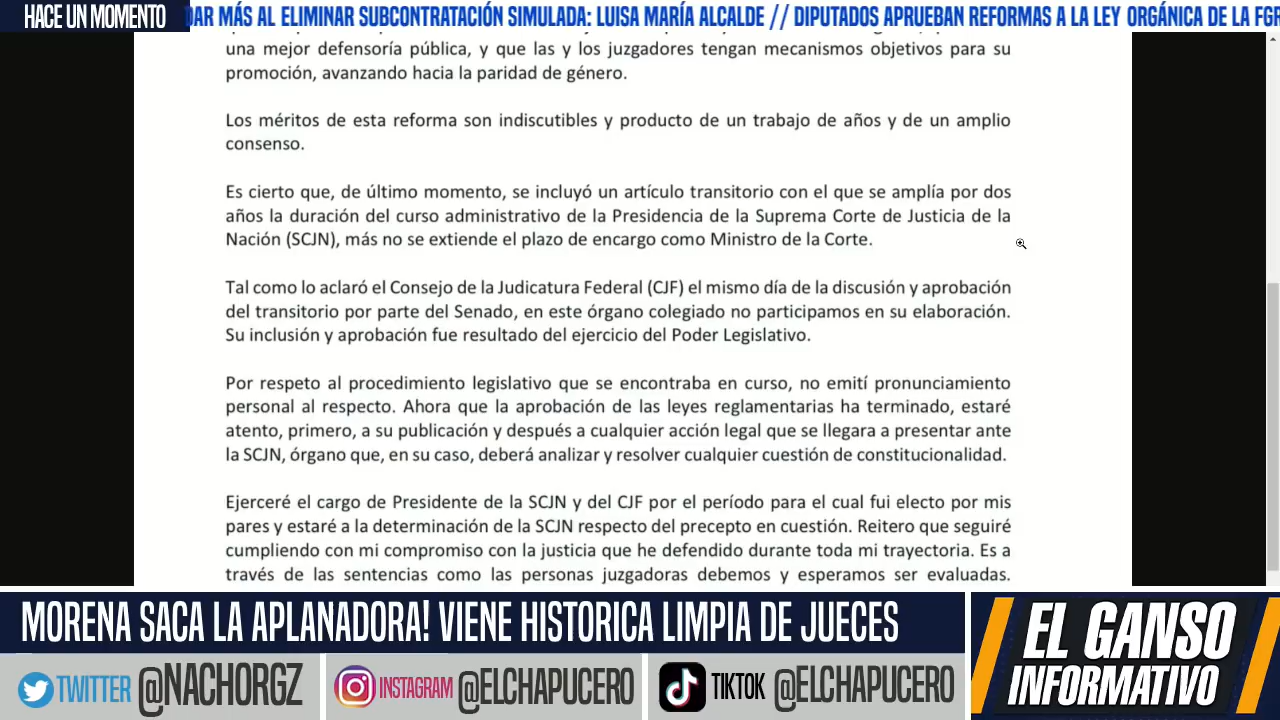 HACE UN MOMENTO
DAR MÁS AL ELIMINAR SUBCONTRATACIÓN SIMULADA: LUISA MARÍA ALCALDE // DIPUTADOS APRUEBAN REFORMAS A LA LEY ORGÁNICA DE LA FGR
una mejor defensoría pública, y que las y los juzgadores tengan mecanismos objetivos para su
promoción, avanzando hacia la paridad de género.
Los méritos de esta reforma son indiscutibles y producto de un trabajo de años y de un amplio
consenso.
Es cierto que, de último momento, se incluyó un artículo transitorio con el que se amplía por dos
años la duración del curso administrativo de la Presidencia de la Suprema Corte de Justicia de la
Nación (SCJN), más no se extiende el plazo de encargo como Ministro de la Corte.
Tal como lo aclaró el Consejo de la Judicatura Federal (CJF) el mismo día de la discusión y aprobación
del transitorio por parte del Senado, en este órgano colegiado no participamos en su elaboración.
Su inclusión y aprobación fue resultado del ejercicio del Poder Legislativo.
Por respeto al procedimiento legislativo que se encontraba en curso, no emití pronunciamiento
personal al respecto. Ahora que la aprobación de las leyes reglamentarias ha terminado, estaré
atento, primero, a su publicación y después a cualquier acción legal que se llegara a presentar ante
la SCJN, órgano que, en su caso, deberá analizar y resolver cualquier cuestión de constitucionalidad.
Ejerceré el cargo de Presidente de la SCJN y del CJF por el período para el cual fui electo por mis
pares y estaré a la determinación de la SCJN respecto del precepto en cuestión. Reitero que seguiré
cumpliendo con mi compromiso con la justicia que he defendido durante toda mi trayectoria. Es a
través de las sentencias como las personas juzgadoras debemos y esperamos ser evaluadas.
MORENA SACA LA APLANADORA! VIENE HISTORICA LIMPIA DE JUECES
EL GANSO
INFORMATIVO
TWITTER @NACHORGZ
INSTAGRAM @ELCHAPUCERO
TIKTOK @ELCHAPUCERO